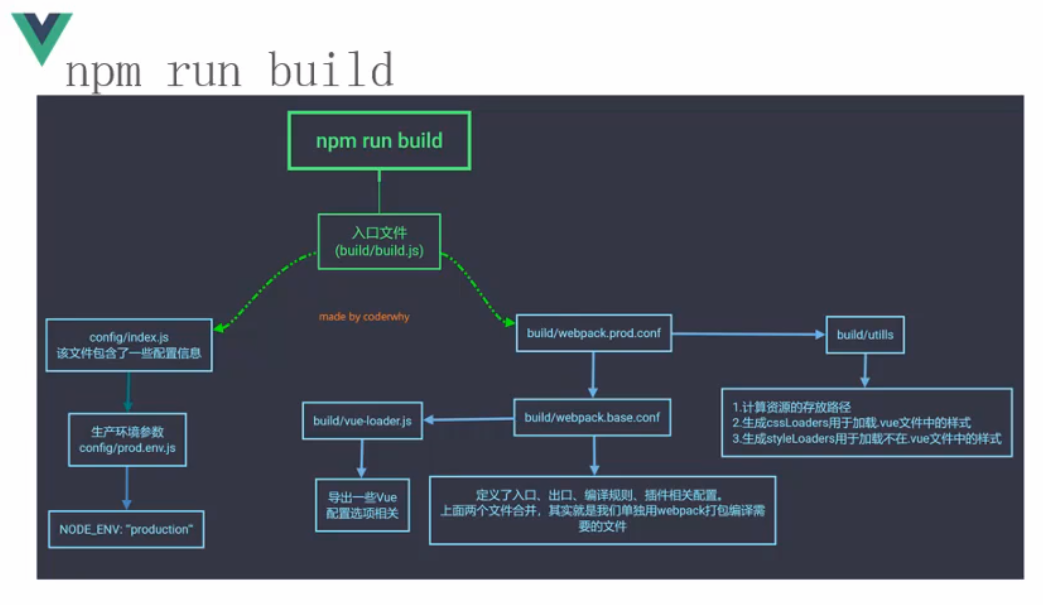 npm run build
npm run build
入口文件
(build/build.js)
made by coderwhy
config/index.js
该文件包含了一些配置信息
生产环境参数
config/prod.env.js
NODE_ENV: "production"
build/webpack.prod.conf
build/utills
build/vue-loader.js
build/webpack.base.conf
1.计算资源的存放路径
2.生成cssLoaders用于加载.vue文件中的样式
3.生成styleLoaders用于加载不在.vue文件中的样式
导出一些Vue
配置选项相关
定义了入口、出口、编译规则、插件相关配置。
上面两个文件合并，其实就是我们单独用webpack打包编译需
要的文件